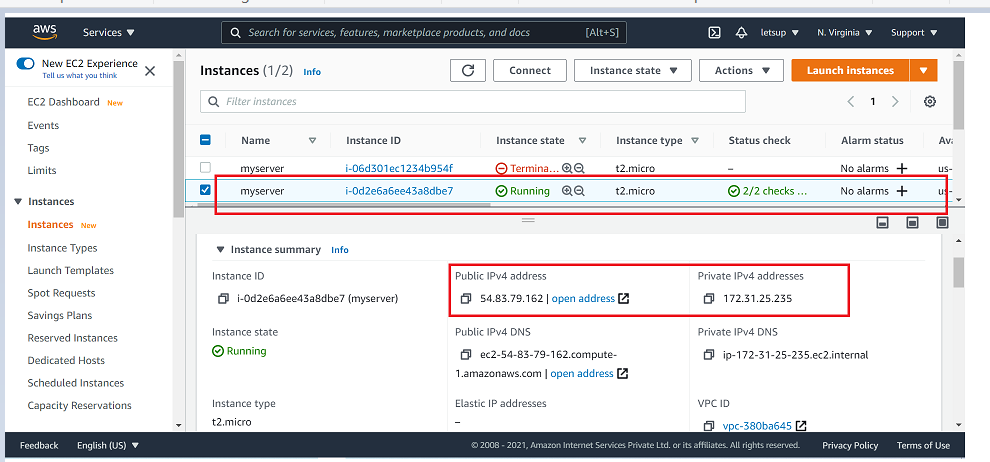 aws Services Search for services, features, marketplace products, and docs [Alt+S] letsup N. Virginia Support
New EC2 Experience
Tell us what you think
EC2 Dashboard New
Events
Tags
Limits
Instances
Instances New
Instance Types
Launch Templates
Spot Requests
Savings Plans
Reserved Instances
Dedicated Hosts
Scheduled Instances
Capacity Reservations
Instances (1/2) Info Connect Instance state Actions Launch instances
Filter instances 1
Name Instance ID Instance state Instance type Status check Alarm status
myserver i-06d301ec1234b954f Termina... t2.micro – No alarms + us-
myserver i-0d2e6a6ee43a8dbe7 Running t2.micro 2/2 checks ... No alarms + us-
Instance summary Info
Instance ID
i-0d2e6a6ee43a8dbe7 (myserver)
Public IPv4 address
54.83.79.162 | open address
Private IPv4 addresses
172.31.25.235
Instance state
Running
Public IPv4 DNS
ec2-54-83-79-162.compute-
1.amazonaws.com | open address
Private IPv4 DNS
ip-172-31-25-235.ec2.internal
Instance type
t2.micro
Elastic IP addresses
–
VPC ID
vpc-380ba645
Feedback English (US) © 2008 - 2021, Amazon Internet Services Private Ltd. or its affiliates. All rights reserved. Privacy Policy Terms of Use